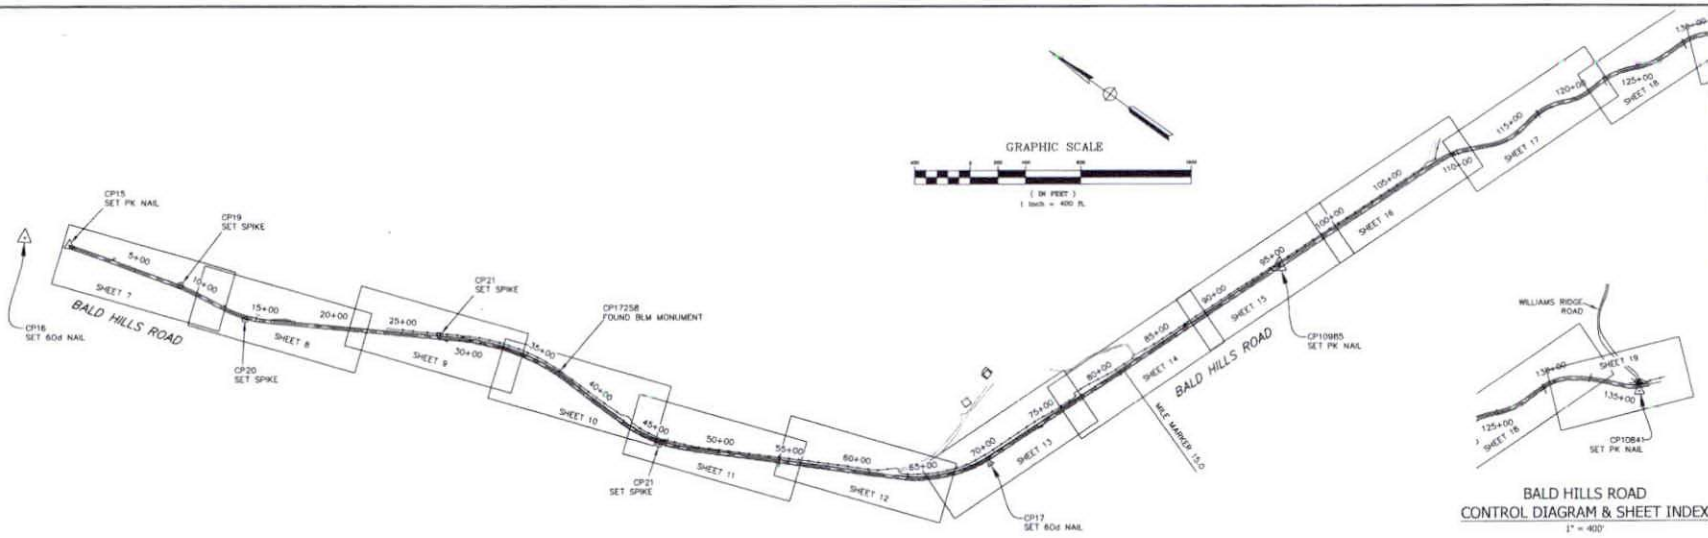 CP15
SET PK NAIL
CP19
SET SPIKE
5+00
10+00
SHEET 7
BALD HILLS ROAD
CP16
SET 60d NAIL
15+00
20+00
SHEET 8
CP20
SET SPIKE
25+00
30+00
SHEET 9
CP21
SET SPIKE
CP1725B
FOUND BLM MONUMENT
35+00
40+00
SHEET 10
45+00
CP21
SET SPIKE
50+00
55+00
SHEET 11
60+00
65+00
SHEET 12
70+00
75+00
SHEET 13
CP17
SET 60d NAIL
80+00
85+00
SHEET 14
MILE MARKER 15.0
BALD HILLS ROAD
90+00
95+00
SHEET 15
CP10985
SET PK NAIL
100+00
105+00
SHEET 16
110+00
115+00
SHEET 17
120+00
125+00
SHEET 18
130+00
GRAPHIC SCALE
( IN FEET )
1 inch = 400 ft.
WILLIAMS RIDGE
ROAD
SHEET 19
130+00
135+00
125+00
SHEET 18
CP10841
SET PK NAIL
BALD HILLS ROAD
CONTROL DIAGRAM & SHEET INDEX
1" = 400'